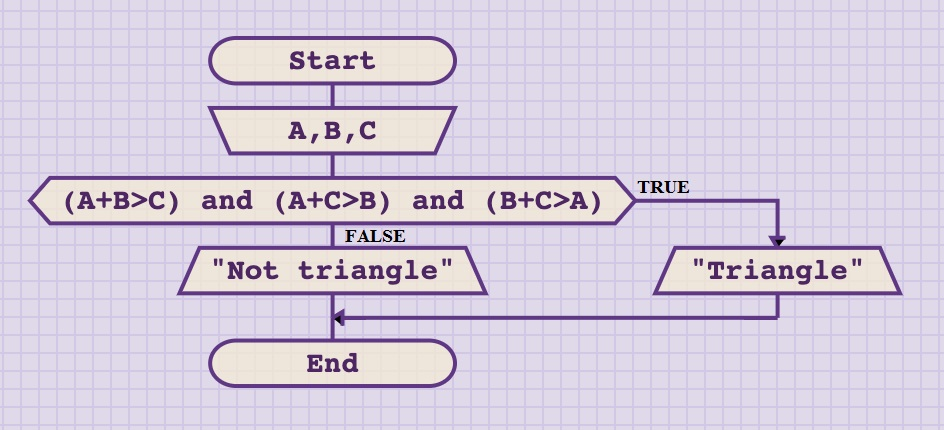 Start
A,B,C
(A+B>C) and (A+C>B) and (B+C>A)
TRUE
FALSE
"Not triangle"
"Triangle"
End